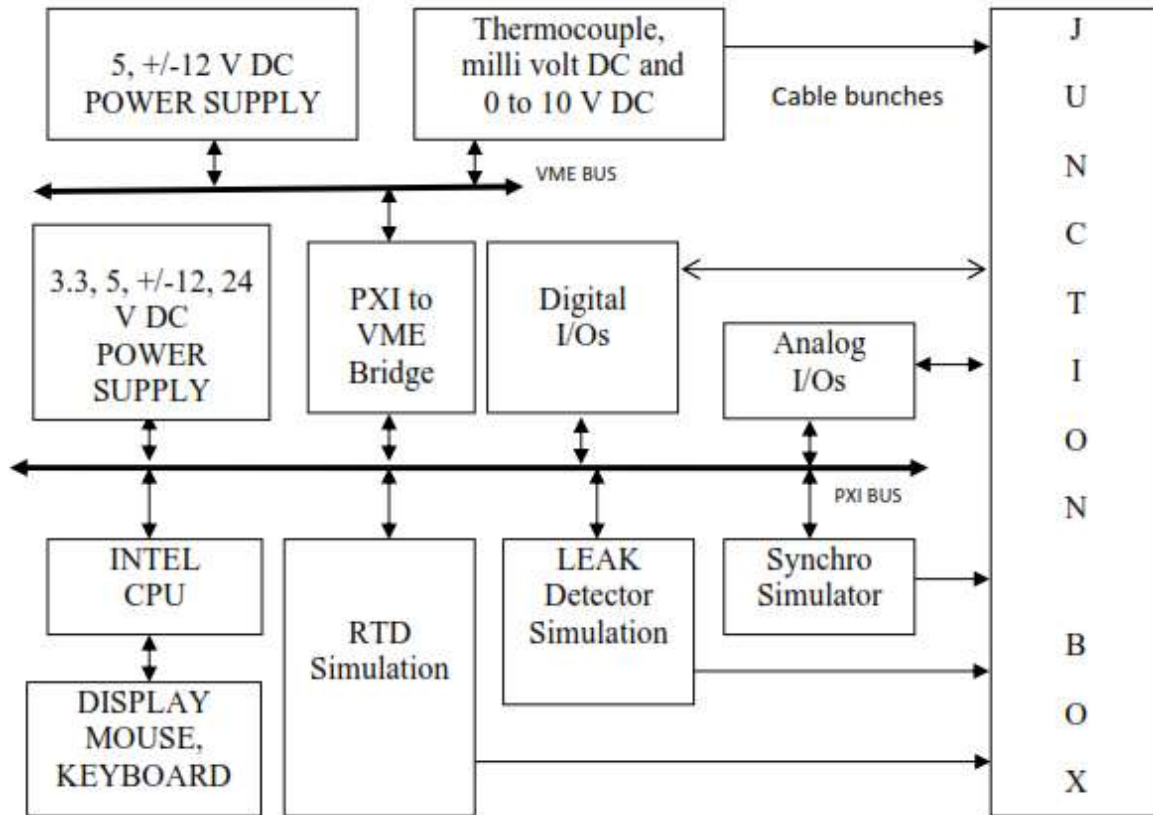 5, +/-12 V DC
POWER SUPPLY
Thermocouple,
milli volt DC and
0 to 10 V DC
Cable bunches
VME BUS
3.3, 5, +/-12, 24
V DC
POWER
SUPPLY
PXI to
VME
Bridge
Digital
I/Os
Analog
I/Os
PXI BUS
INTEL
CPU
RTD
Simulation
LEAK
Detector
Simulation
Synchro
Simulator
DISPLAY
MOUSE,
KEYBOARD
J
U
N
C
T
I
O
N
B
O
X